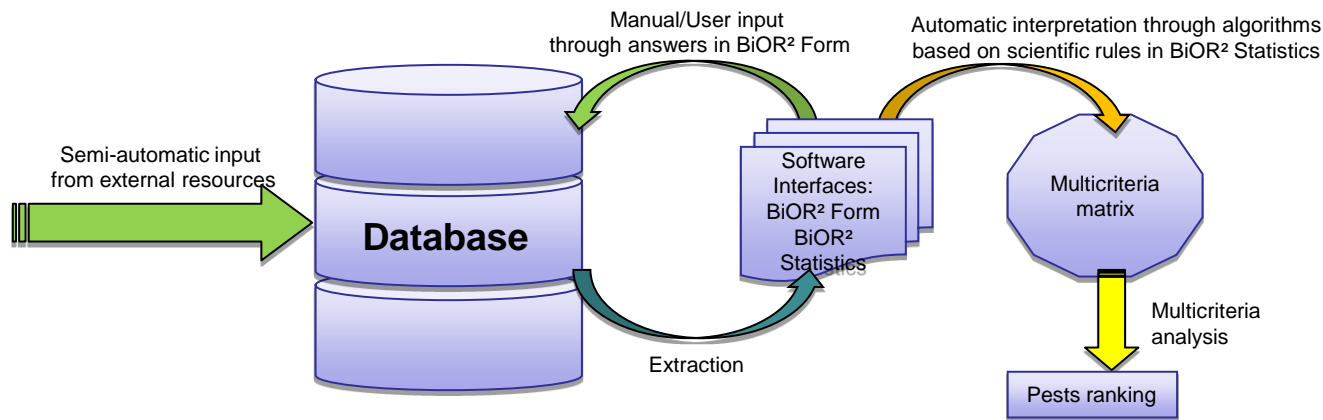 Manual/User input
through answers in BiOR² Form
Automatic interpretation through algorithms
based on scientific rules in BiOR² Statistics
Semi-automatic input
from external resources
Database
Software
Interfaces:
BiOR² Form
BiOR²
Statistics
Multicriteria
matrix
Extraction
Multicriteria
analysis
Pests ranking